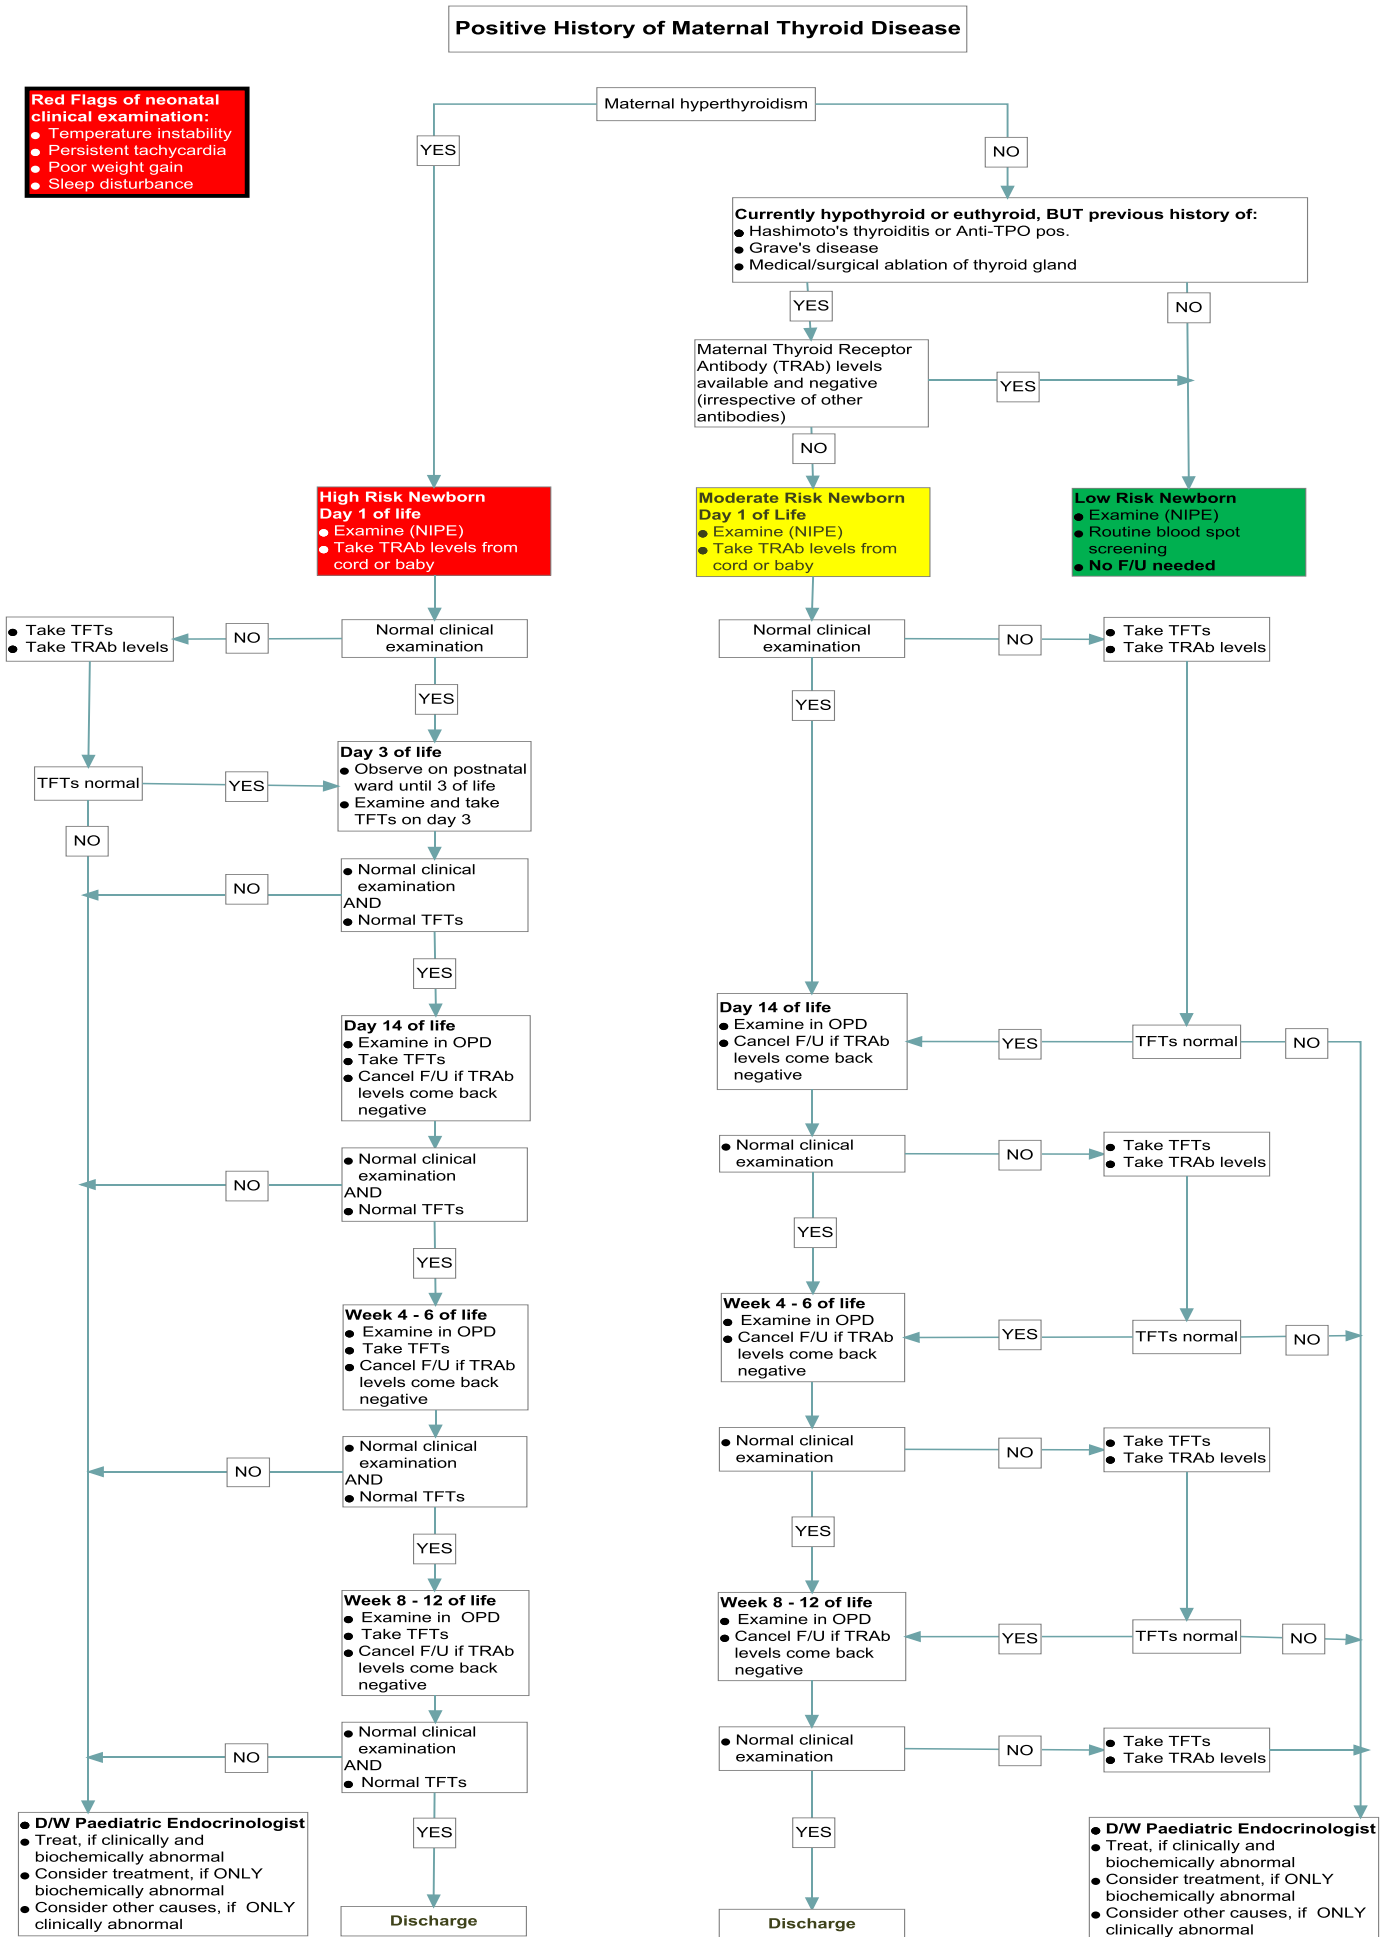 Positive History of Maternal Thyroid Disease
Red Flags of neonatal
clinical examination:
● Temperature instability
● Persistent tachycardia
● Poor weight gain
● Sleep disturbance
Maternal hyperthyroidism
YES
NO
Currently hypothyroid or euthyroid, BUT previous history of:
● Hashimoto's thyroiditis or Anti-TPO pos.
● Grave's disease
● Medical/surgical ablation of thyroid gland
YES
NO
Maternal Thyroid Receptor
Antibody (TRAb) levels
available and negative
(irrespective of other
antibodies)
YES
NO
High Risk Newborn
Day 1 of life
● Examine (NIPE)
● Take TRAb levels from
cord or baby
Moderate Risk Newborn
Day 1 of Life
● Examine (NIPE)
● Take TRAb levels from
cord or baby
Low Risk Newborn
● Examine (NIPE)
● Routine blood spot
screening
● No F/U needed
● Take TFTs
● Take TRAb levels
NO
Normal clinical
examination
YES
TFTs normal
YES
NO
Day 3 of life
● Observe on postnatal
ward until 3 of life
● Examine and take
TFTs on day 3
● Normal clinical
examination
AND
● Normal TFTs
NO
YES
Day 14 of life
● Examine in OPD
● Take TFTs
● Cancel F/U if TRAb
levels come back
negative
● Normal clinical
examination
AND
● Normal TFTs
NO
YES
Week 4 - 6 of life
● Examine in OPD
● Take TFTs
● Cancel F/U if TRAb
levels come back
negative
● Normal clinical
examination
AND
● Normal TFTs
NO
YES
Week 8 - 12 of life
● Examine in OPD
● Take TFTs
● Cancel F/U if TRAb
levels come back
negative
● Normal clinical
examination
AND
● Normal TFTs
NO
YES
● D/W Paediatric Endocrinologist
● Treat, if clinically and
biochemically abnormal
● Consider treatment, if ONLY
biochemically abnormal
● Consider other causes, if ONLY
clinically abnormal
Discharge
Normal clinical
examination
NO
● Take TFTs
● Take TRAb levels
YES
Day 14 of life
● Examine in OPD
● Cancel F/U if TRAb
levels come back
negative
YES
TFTs normal
NO
● Normal clinical
examination
NO
● Take TFTs
● Take TRAb levels
YES
Week 4 - 6 of life
● Examine in OPD
● Cancel F/U if TRAb
levels come back
negative
YES
TFTs normal
NO
● Normal clinical
examination
NO
● Take TFTs
● Take TRAb levels
YES
Week 8 - 12 of life
● Examine in OPD
● Cancel F/U if TRAb
levels come back
negative
YES
TFTs normal
NO
● Normal clinical
examination
NO
● Take TFTs
● Take TRAb levels
YES
Discharge
● D/W Paediatric Endocrinologist
● Treat, if clinically and
biochemically abnormal
● Consider treatment, if ONLY
biochemically abnormal
● Consider other causes, if ONLY
clinically abnormal